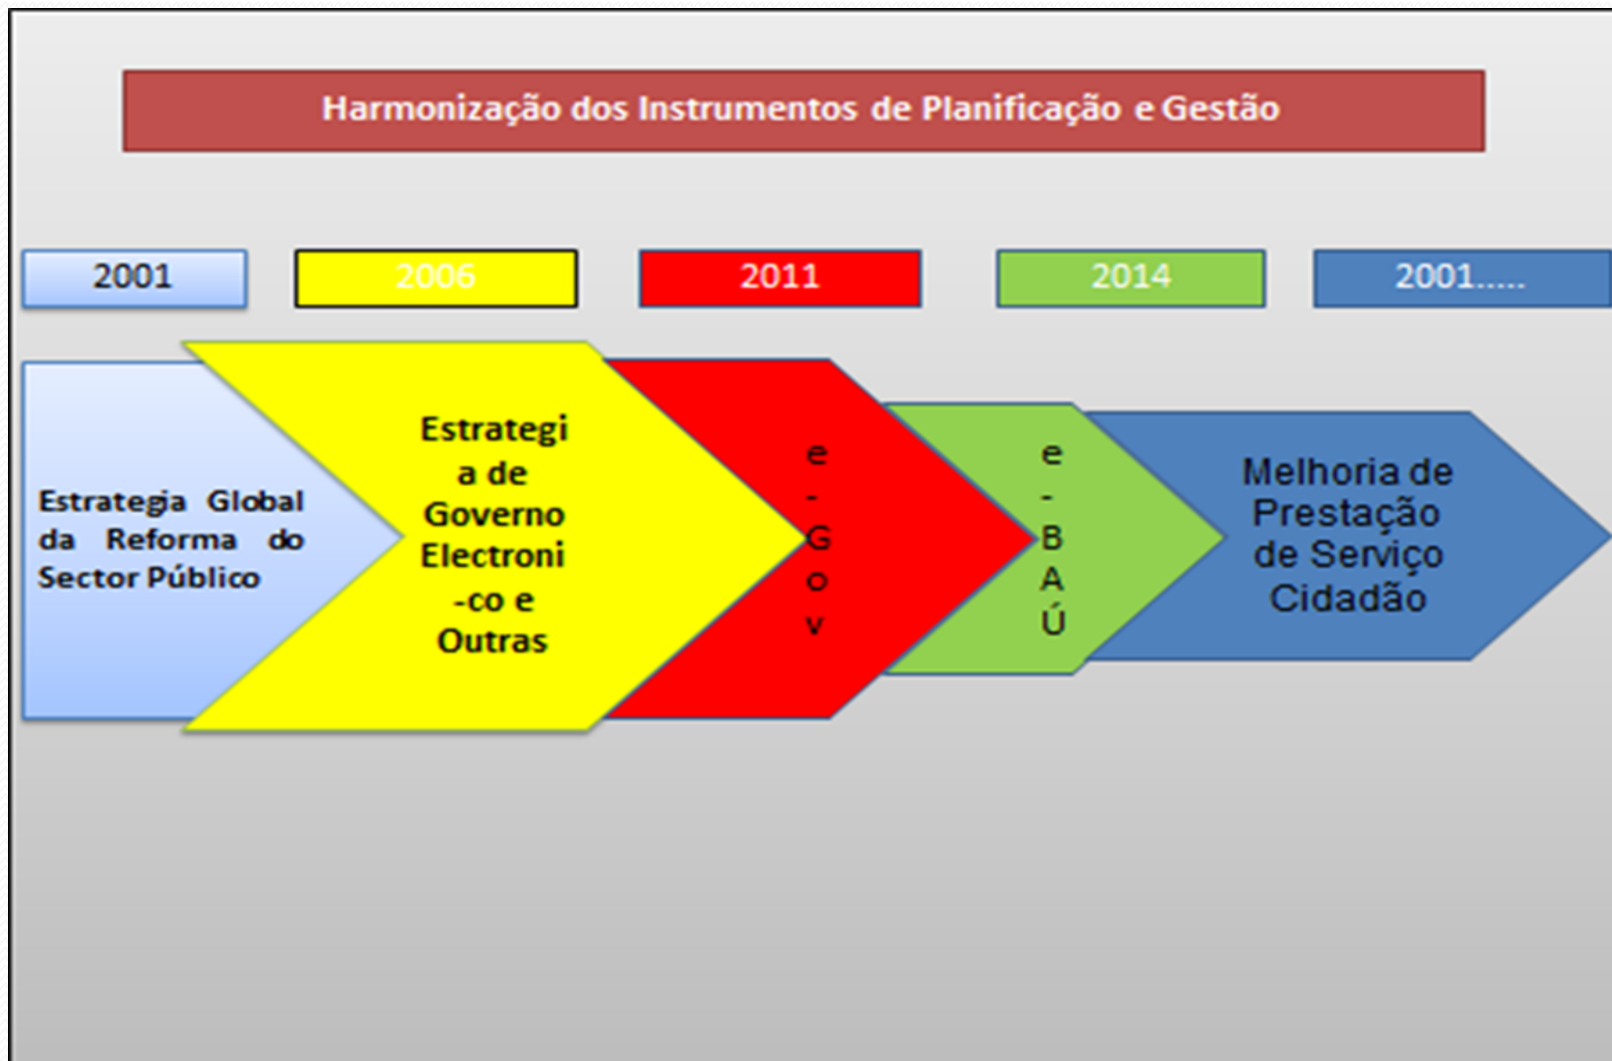 Harmonização dos Instrumentos de Planificação e Gestão
2001
2006
2011
2014
2001.....
Estrategia Global
da Reforma do
Sector Público
Estrategi
a de
Governo
Electroni
-co e
Outras
e
-
G
o
v
e
-
B
A
Ú
Melhoria de
Prestação
de Serviço
Cidadão